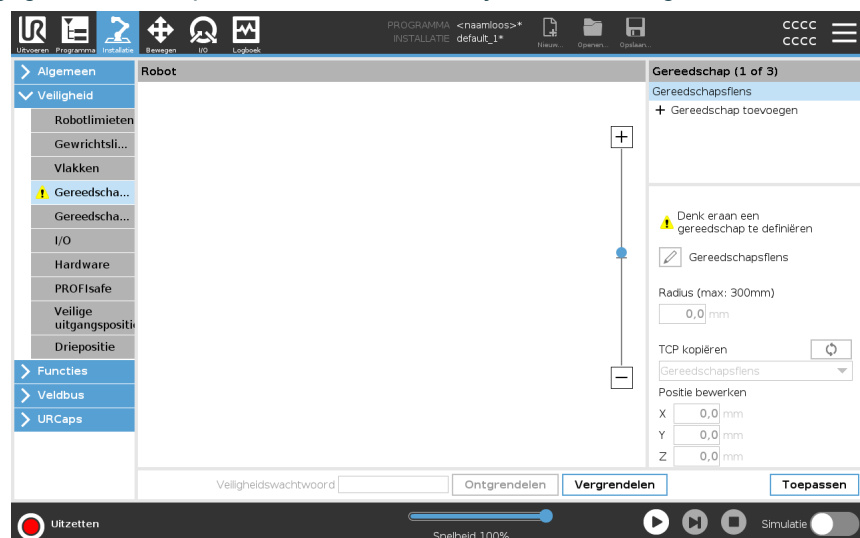 PROGRAMMA <naamloos>*
INSTALLATIE default_1*
Uitvoeren Programma Installatie Bewegen I/O Logboek
Nieuw... Openen... Opslaan...
CCCC
CCCC
Algemeen
Veiligheid
Robotlimieten
Gewrichtsli...
Vlakken
Gereedscha...
Gereedscha...
I/O
Hardware
PROFIsafe
Veilige
uitgangspositi
Driepositie
Functies
Veldbus
URCaps
Robot
Gereedschap (1 of 3)
Gereedschapsflens
+ Gereedschap toevoegen
Denk eraan een
gereedschap te definiëren
Gereedschapsflens
Radius (max: 300mm)
0,0 mm
TCP kopiëren
Gereedschapsflens
Positie bewerken
X 0,0 mm
Y 0,0 mm
Z 0,0 mm
Veiligheidswachtwoord Ontgrendelen Vergrendelen Toepassen
Uitzetten
Snelheid 100%
Simulatie